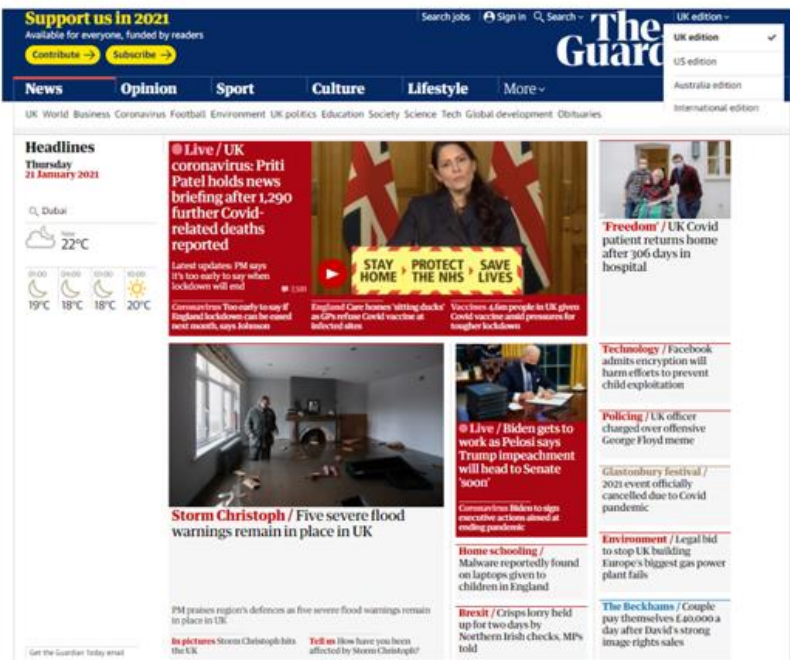 Support us in 2021
Available for everyone, funded by readers
Contribute →
Subscribe →
Search jobs
Sign in
Search
The
Guard
UK edition
UK edition
US edition
Australia edition
International edition
News
Opinion
Sport
Culture
Lifestyle
More
UK World Business Coronavirus Football Environment UK politics Education Society Science Tech Global development Obituaries
Headlines
Thursday
21 January 2021
Dubai
Now
22°C
01:00
04:00
07:00
10:00
19°C
18°C
18°C
20°C
Get the Guardian Today email
Live / UK
coronavirus: Priti
Patel holds news
briefing after 1,290
further Covid-
related deaths
reported
Latest updates: PM says
it's too early to say when
lockdown will end
STAY
HOME
PROTECT
THE NHS
SAVE
LIVES
Coronavirus Too early to say if
England lockdown can be eased
next month, says Johnson
England Care homes 'sitting ducks'
as GPs refuse Covid vaccine at
infected sites
Vaccines 4.6m people in UK given
Covid vaccine amid pressures for
tougher lockdown
'Freedom' / UK Covid
patient returns home
after 306 days in
hospital
Storm Christoph / Five severe flood
warnings remain in place in UK
PM praises region's defences as five severe flood warnings remain
in place in UK
In pictures Storm Christoph hits
the UK
Tell us How have you been
affected by Storm Christoph?
Live / Biden gets to
work as Pelosi says
Trump impeachment
will head to Senate
'soon'
Coronavirus Biden to sign
executive actions aimed at
ending pandemic
Home schooling /
Malware reportedly found
on laptops given to
children in England
Brexit / Crisps lorry held
up for two days by
Northern Irish checks, MPs
told
Technology / Facebook
admits encryption will
harm efforts to prevent
child exploitation
Policing / UK officer
charged over offensive
George Floyd meme
Glastonbury festival /
2021 event officially
cancelled due to Covid
pandemic
Environment / Legal bid
to stop UK building
Europe's biggest gas power
plant fails
The Beckhams / Couple
pay themselves £40,000 a
day after David's strong
image rights sales